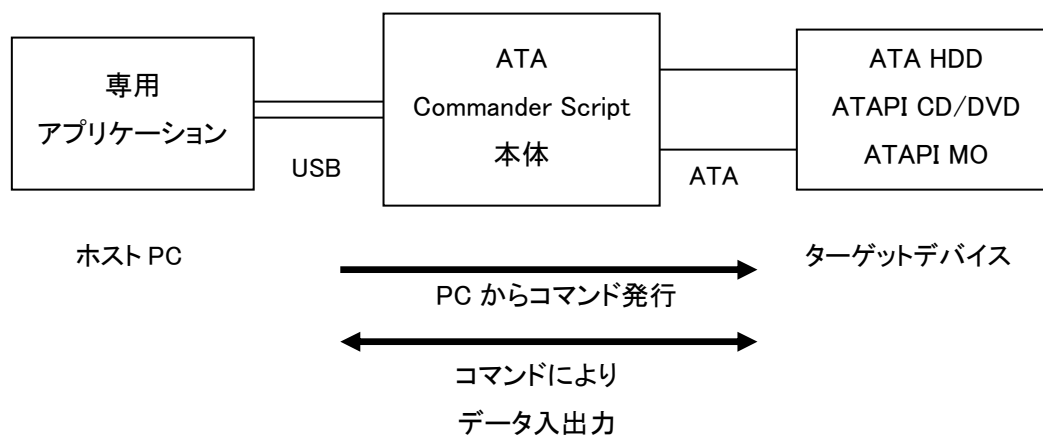 専用
アプリケーション
USB
ATA
Commander Script
本体
ATA
ATA HDD
ATAPI CD/DVD
ATAPI MO
ホスト PC
ターゲットデバイス
PC からコマンド発行
コマンドにより
データ入出力